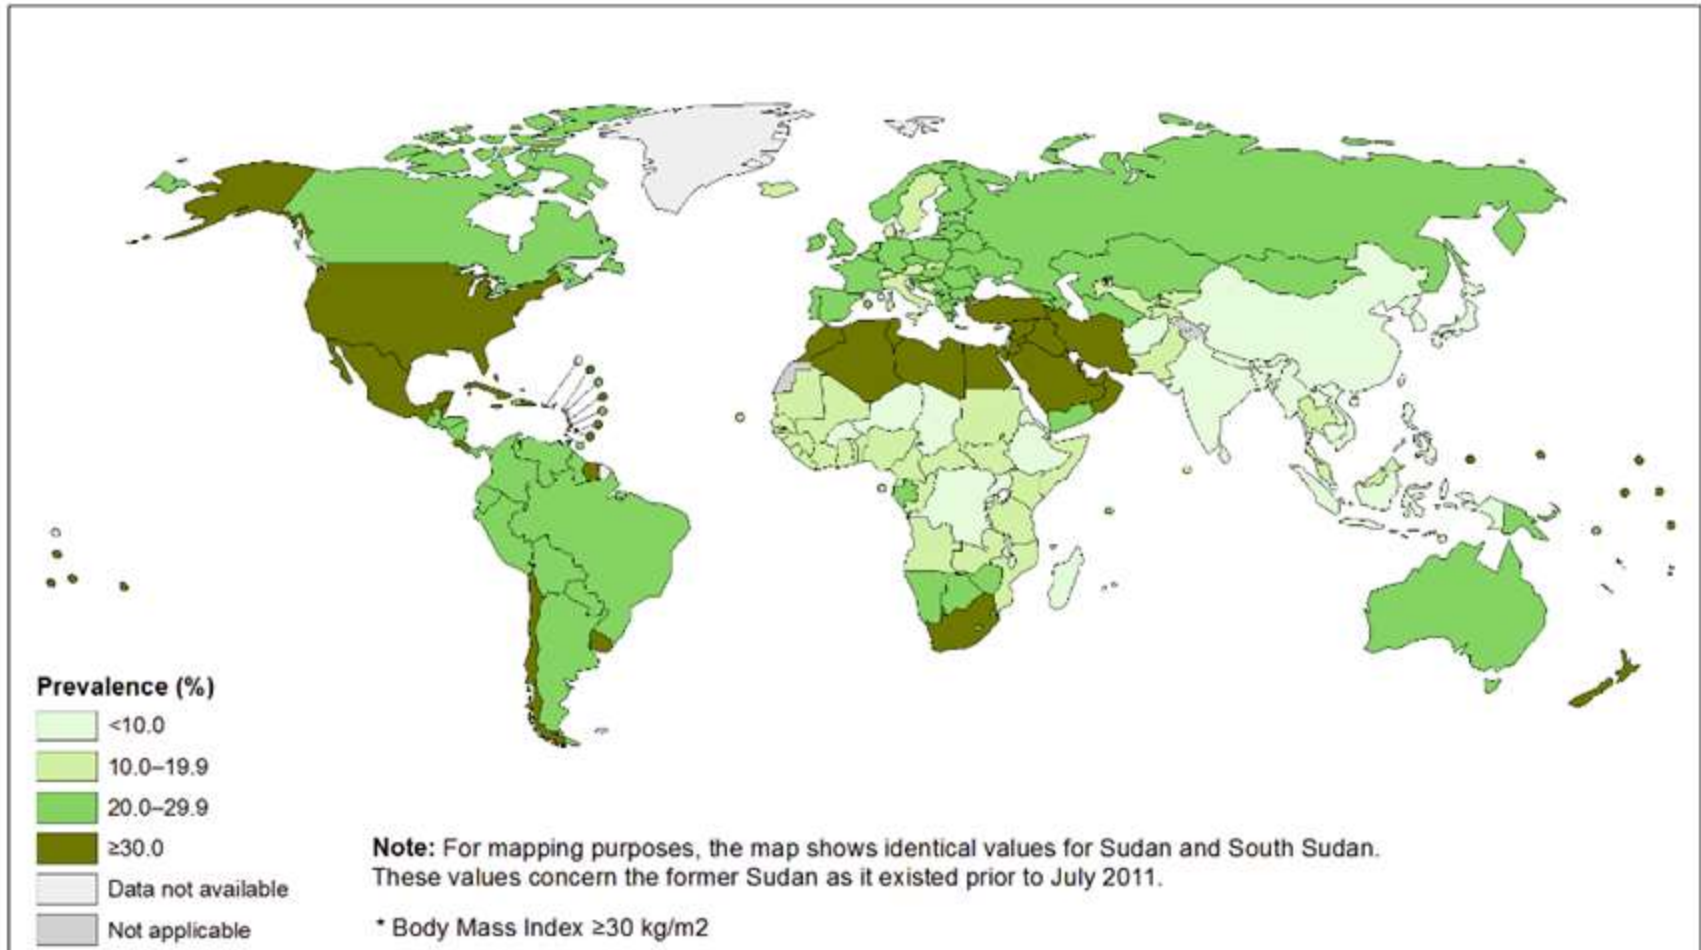 Prevalence (%)
<10.0
10.0–19.9
20.0–29.9
≥30.0
Data not available
Not applicable
Note: For mapping purposes, the map shows identical values for Sudan and South Sudan.
These values concern the former Sudan as it existed prior to July 2011.
* Body Mass Index ≥30 kg/m2